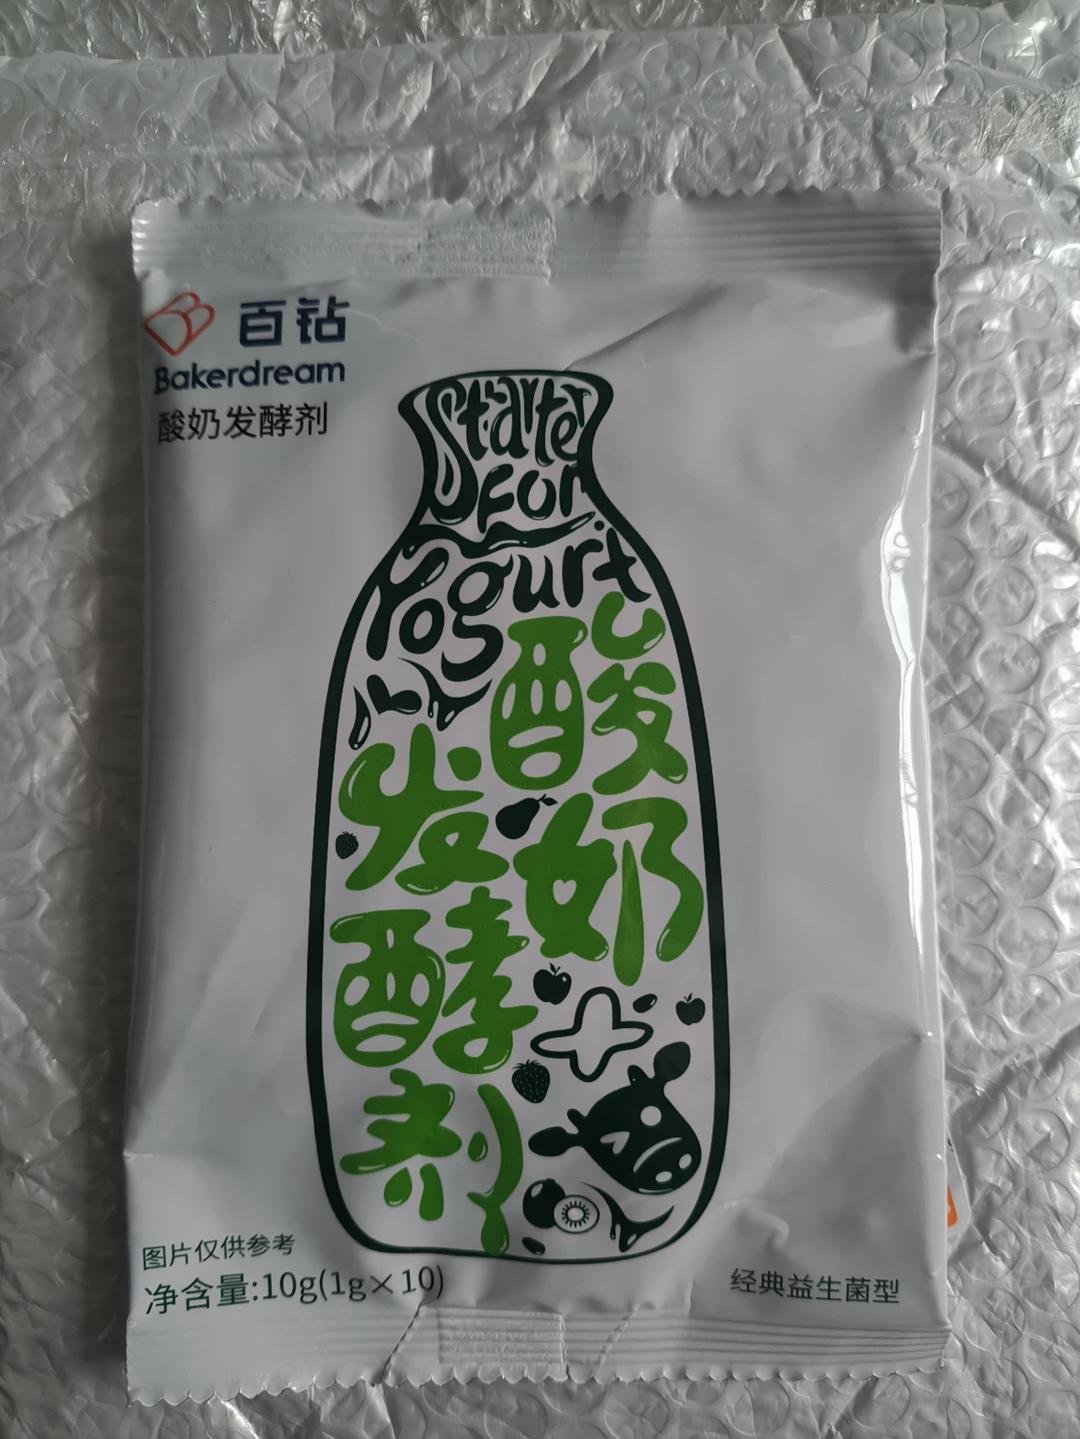 百钻
Bakerdream
酸奶发酵剂
Starter
For
Yogurt
酸奶
发酵剂
图片仅供参考
净含量:10g(1g×10)
经典益生菌型